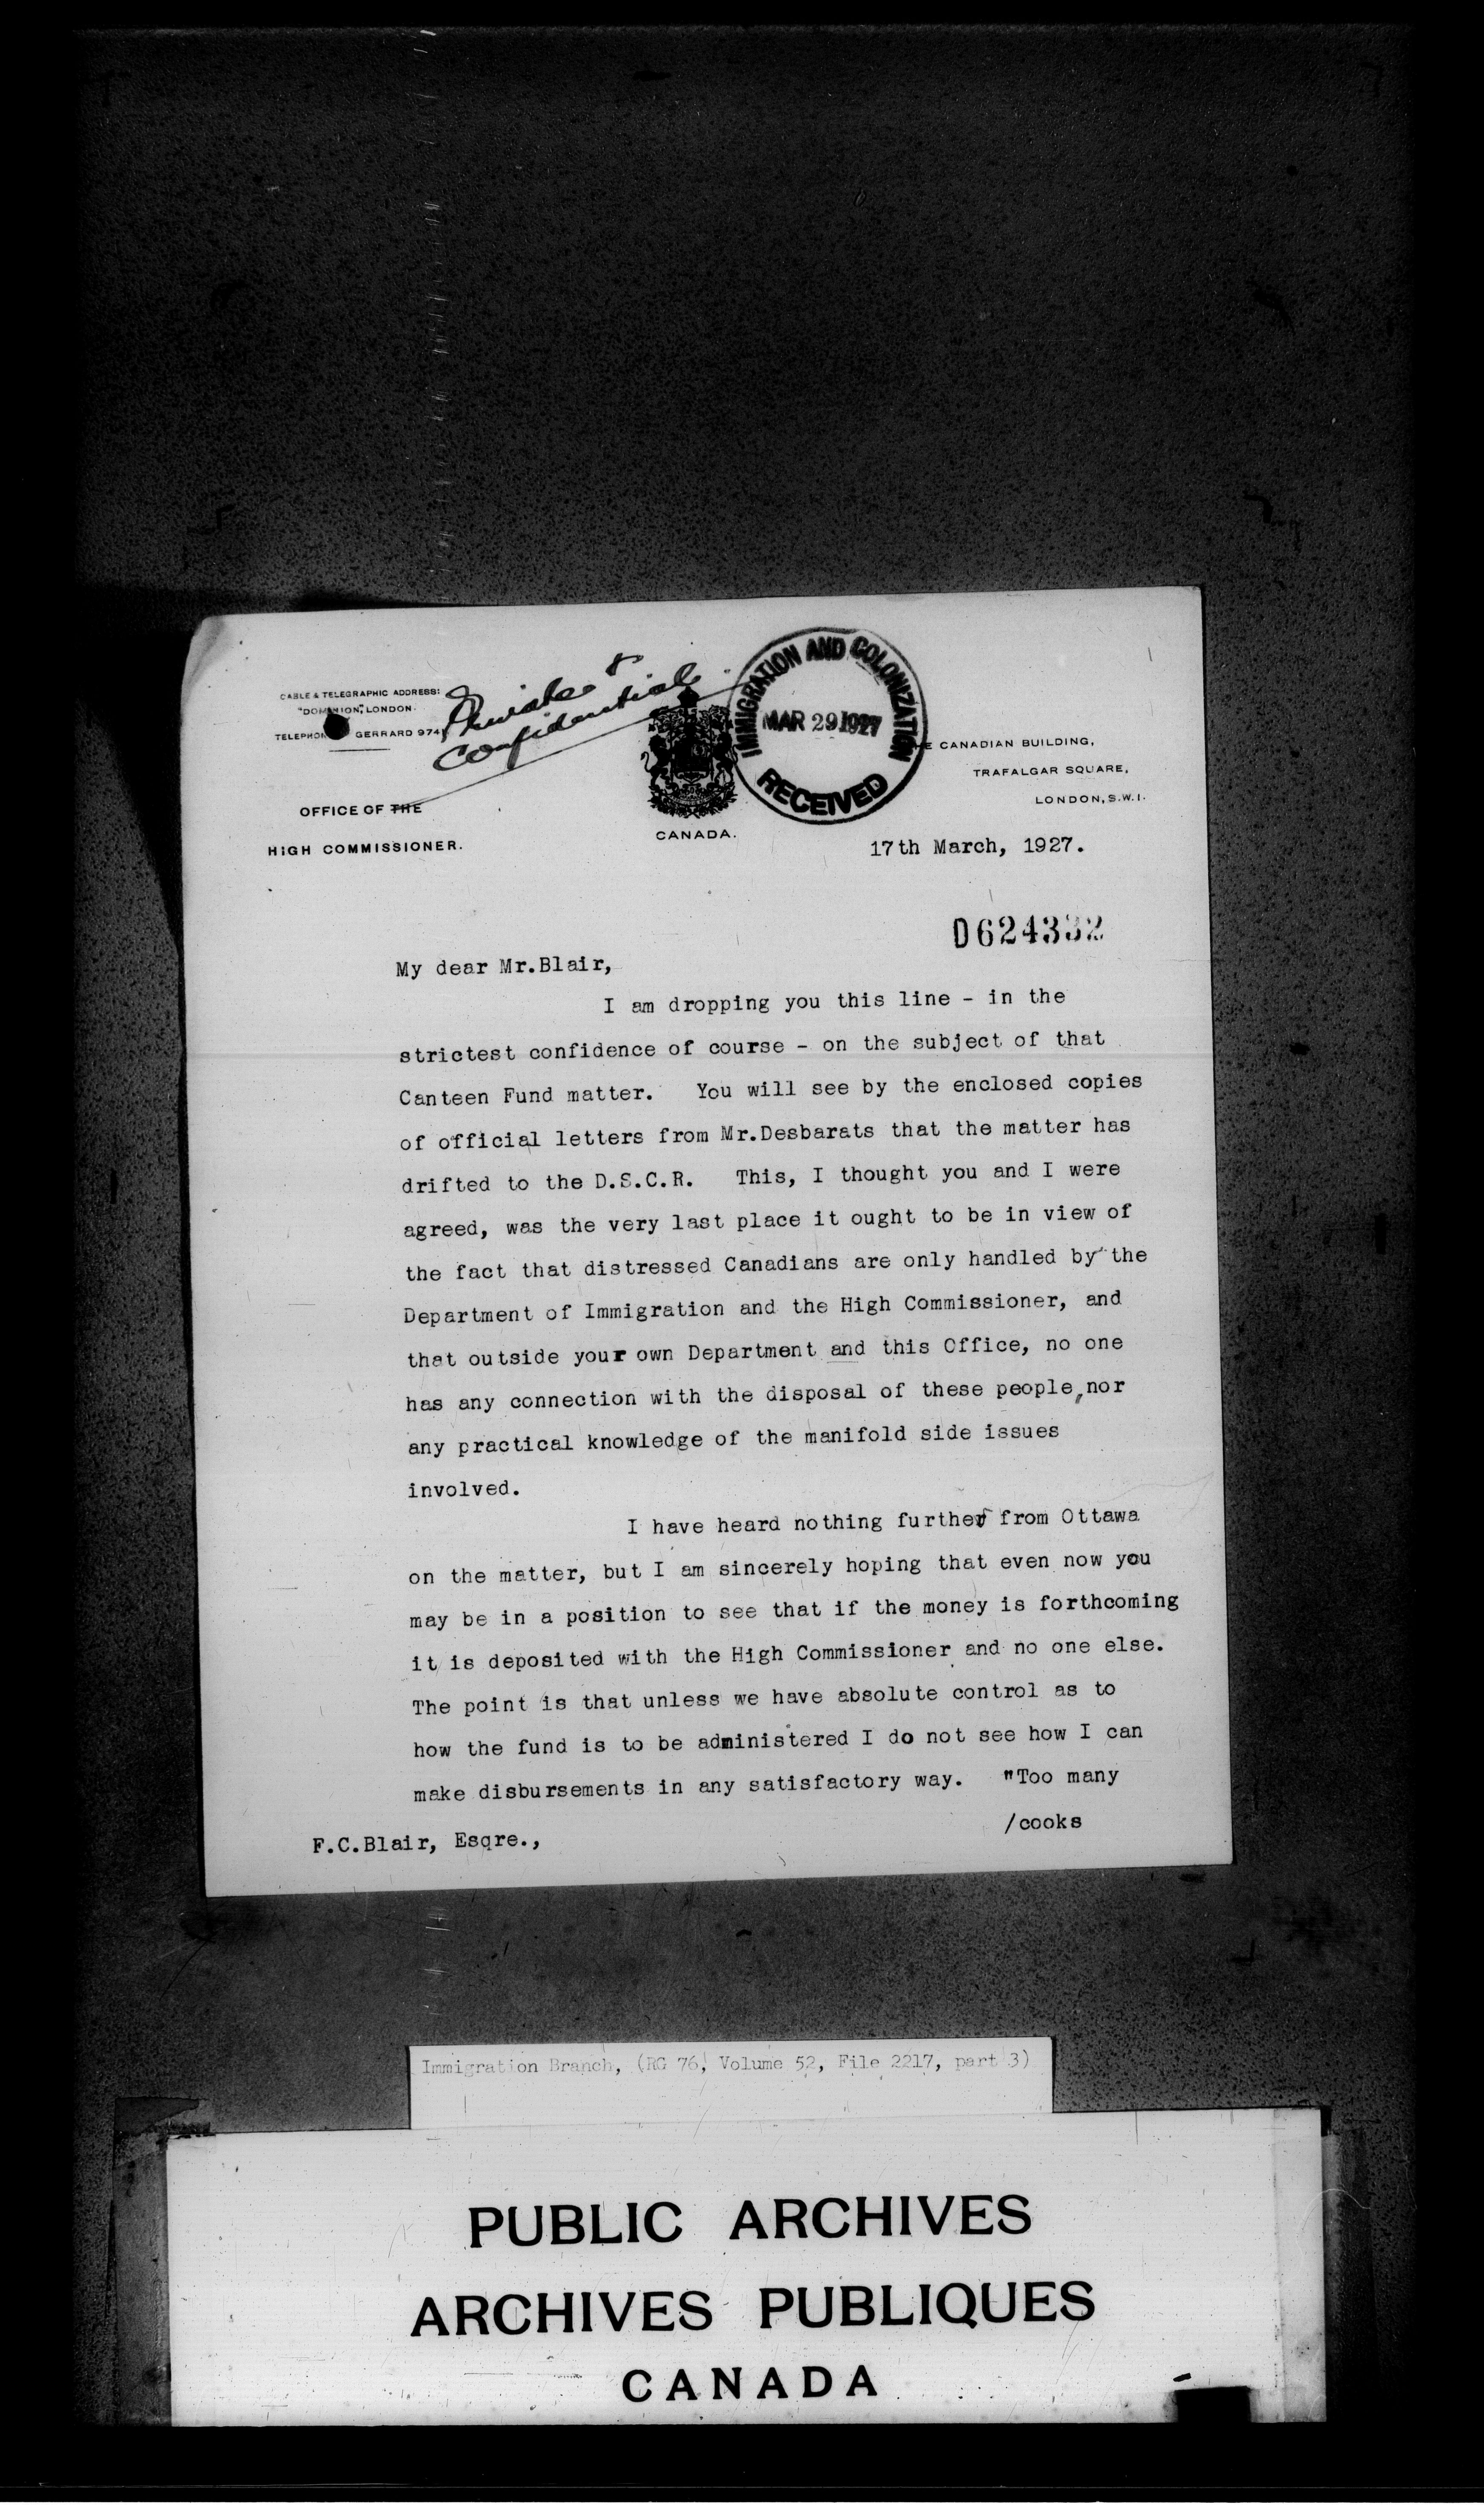 CABLE & TELEGRAPHIC ADDRESS:
"DOMINION", LONDON.
TELEPHONE GERRARD 974
Private &
Confidential
IMMIGRATION AND COLONIZATION
MAR 29 1927
RECEIVED
THE CANADIAN BUILDING,
TRAFALGAR SQUARE,
LONDON, S.W.1.
OFFICE OF THE
HIGH COMMISSIONER.
CANADA.
17th March, 1927.
D624332
My dear Mr.Blair,
I am dropping you this line - in the
strictest confidence of course - on the subject of that
Canteen Fund matter. You will see by the enclosed copies
of official letters from Mr.Desbarats that the matter has
drifted to the D.S.C.R. This, I thought you and I were
agreed, was the very last place it ought to be in view of
the fact that distressed Canadians are only handled by the
Department of Immigration and the High Commissioner, and
that outside your own Department and this Office, no one
has any connection with the disposal of these people, nor
any practical knowledge of the manifold side issues
involved.
I have heard nothing further from Ottawa
on the matter, but I am sincerely hoping that even now you
may be in a position to see that if the money is forthcoming
it is deposited with the High Commissioner and no one else.
The point is that unless we have absolute control as to
how the fund is to be administered I do not see how I can
make disbursements in any satisfactory way. "Too many
/cooks
F.C.Blair, Esqre.,
Immigration Branch, (RG 76, Volume 52, File 2217, part 3)
PUBLIC ARCHIVES
ARCHIVES PUBLIQUES
CANADA